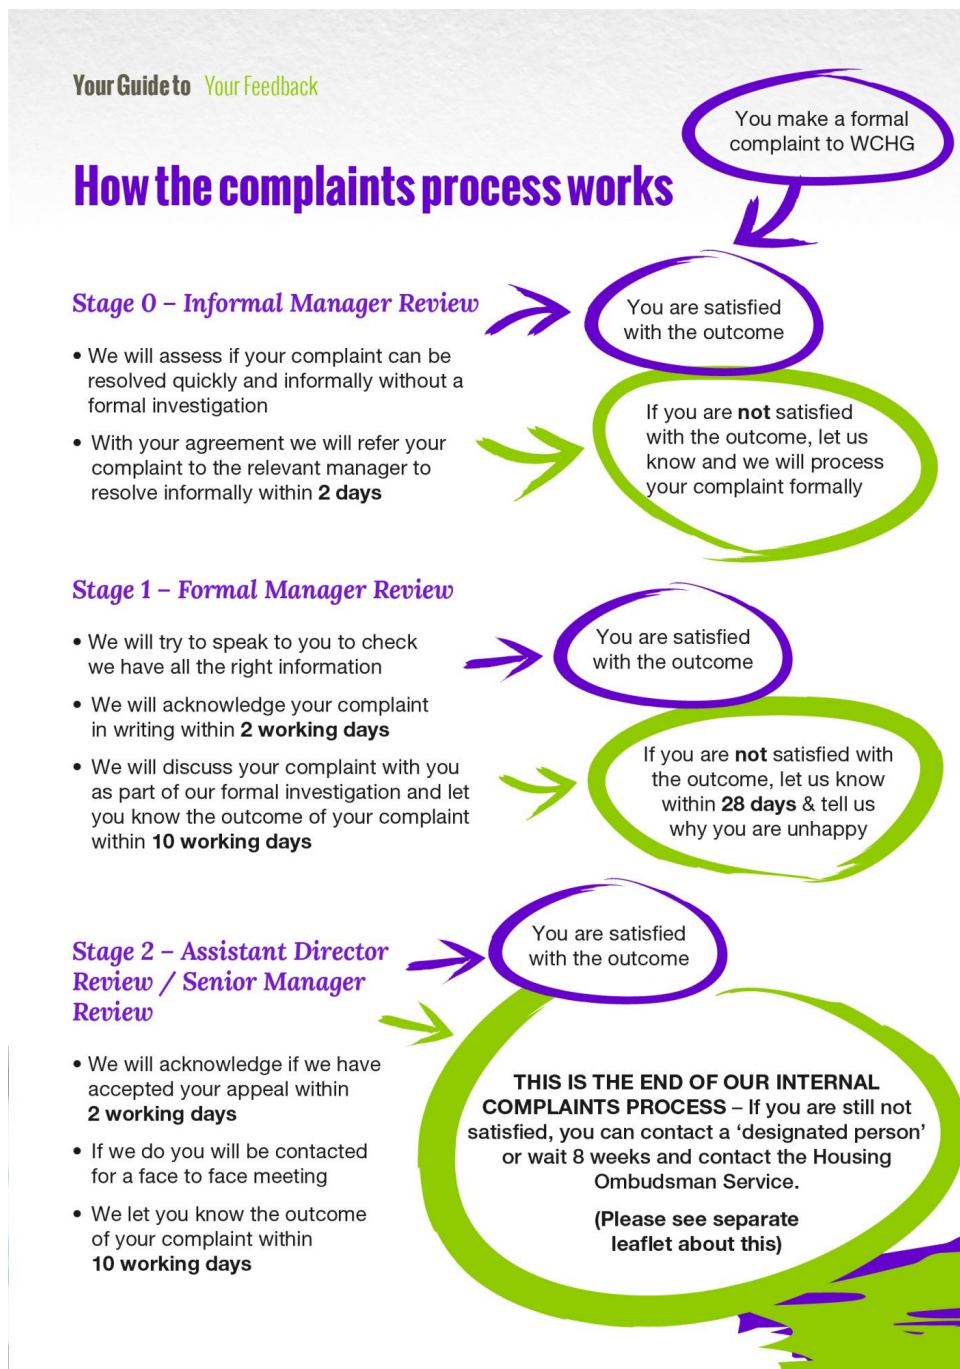 Your Guide to Your Feedback
You make a formal
complaint to WCHG
How the complaints process works
Stage 0 – Informal Manager Review
• We will assess if your complaint can be
resolved quickly and informally without a
formal investigation
• With your agreement we will refer your
complaint to the relevant manager to
resolve informally within 2 days
You are satisfied
with the outcome
If you are not satisfied
with the outcome, let us
know and we will process
your complaint formally
Stage 1 – Formal Manager Review
• We will try to speak to you to check
we have all the right information
• We will acknowledge your complaint
in writing within 2 working days
• We will discuss your complaint with you
as part of our formal investigation and let
you know the outcome of your complaint
within 10 working days
You are satisfied
with the outcome
If you are not satisfied with
the outcome, let us know
within 28 days & tell us
why you are unhappy
Stage 2 – Assistant Director
Review / Senior Manager
Review
• We will acknowledge if we have
accepted your appeal within
2 working days
• If we do you will be contacted
for a face to face meeting
• We let you know the outcome
of your complaint within
10 working days
You are satisfied
with the outcome
THIS IS THE END OF OUR INTERNAL
COMPLAINTS PROCESS – If you are still not
satisfied, you can contact a ‘designated person’
or wait 8 weeks and contact the Housing
Ombudsman Service.
(Please see separate
leaflet about this)